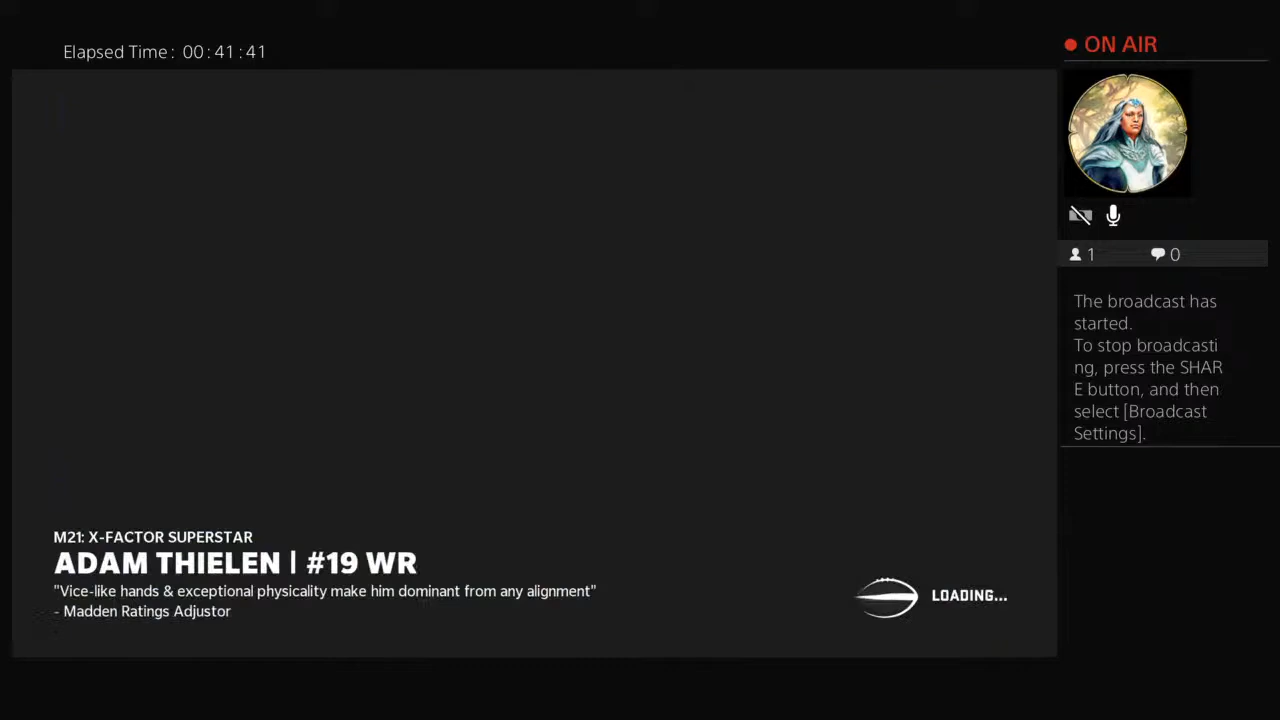 Elapsed Time: 00:41:41
ON AIR
1 0
The broadcast has
started.
To stop broadcasti
ng, press the SHAR
E button, and then
select [Broadcast
Settings].
M21: X-FACTOR SUPERSTAR
ADAM THIELEN | #19 WR
"Vice-like hands & exceptional physicality make him dominant from any alignment"
- Madden Ratings Adjustor
LOADING...